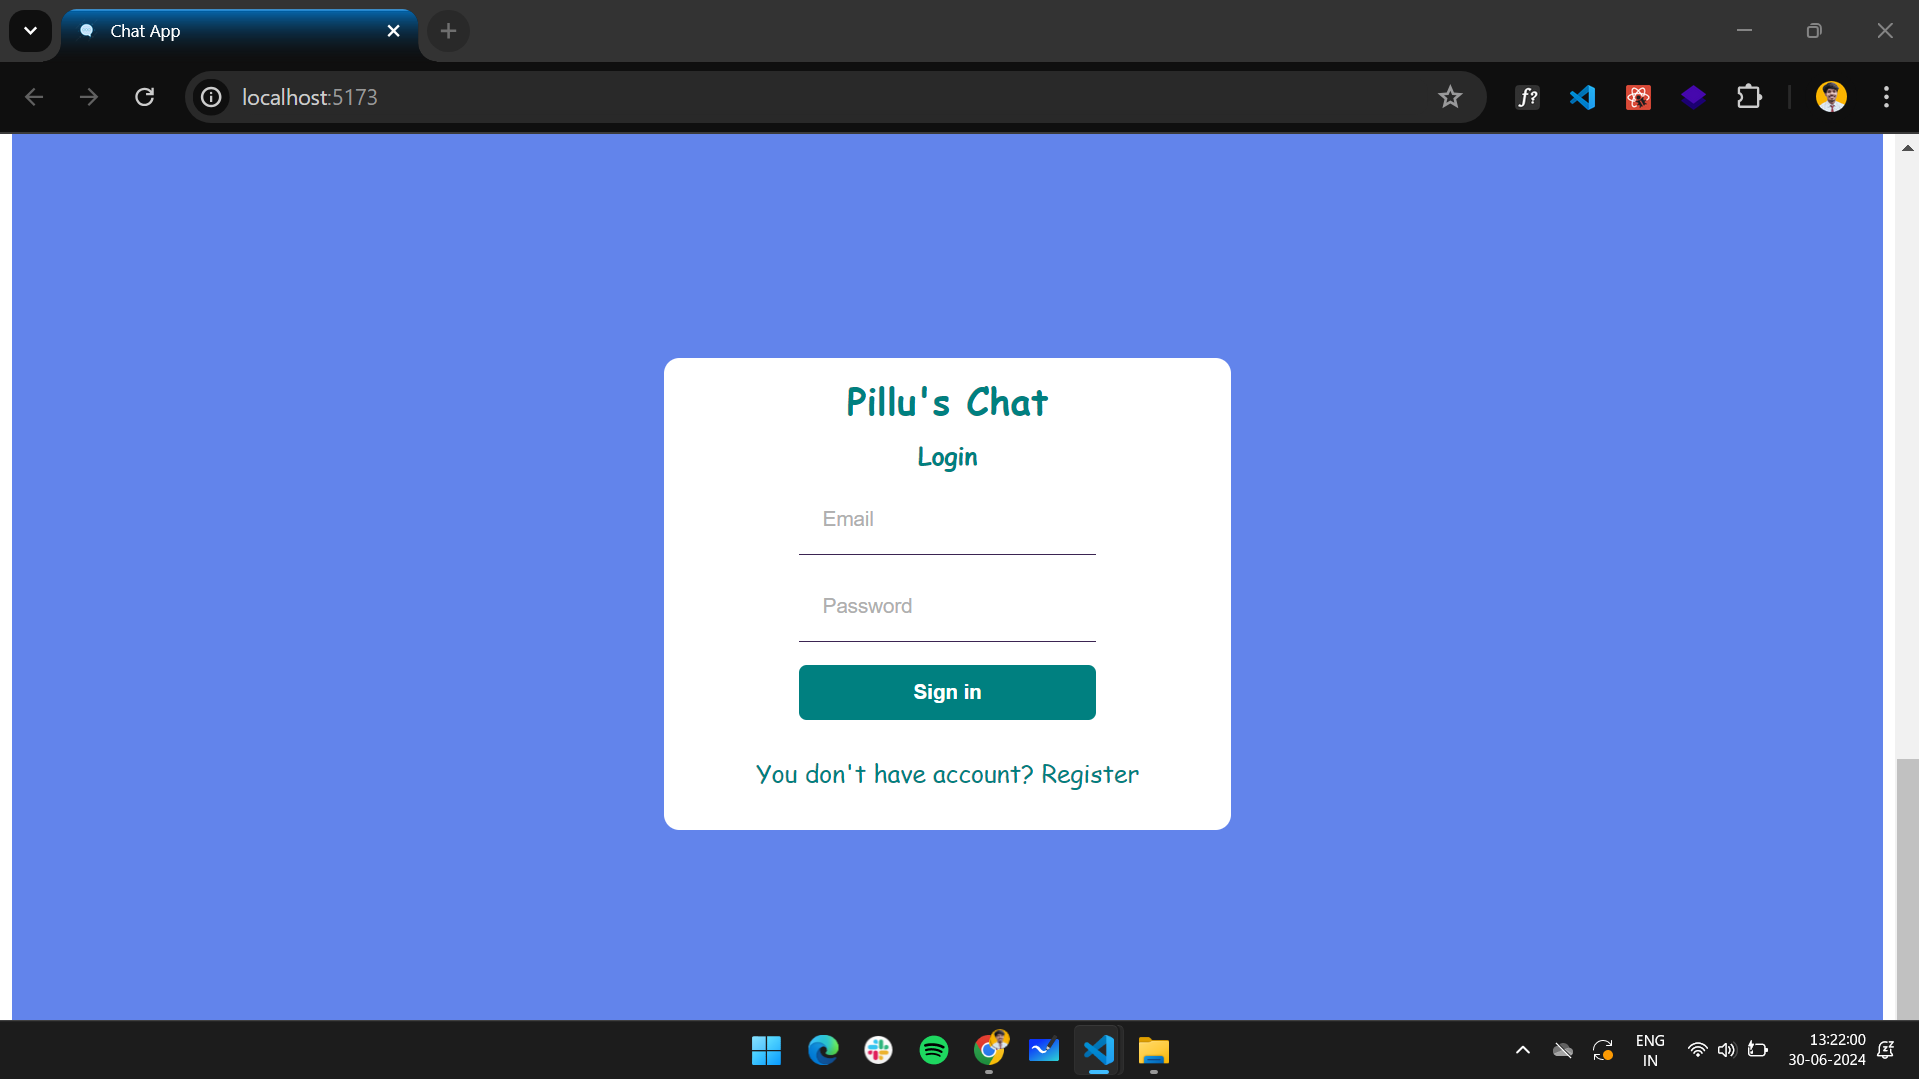 Chat App
localhost:5173
f?
Pillu's Chat
Login
Email
Password
Sign in
You don't have account? Register
ENG
IN
13:22:00
30-06-2024